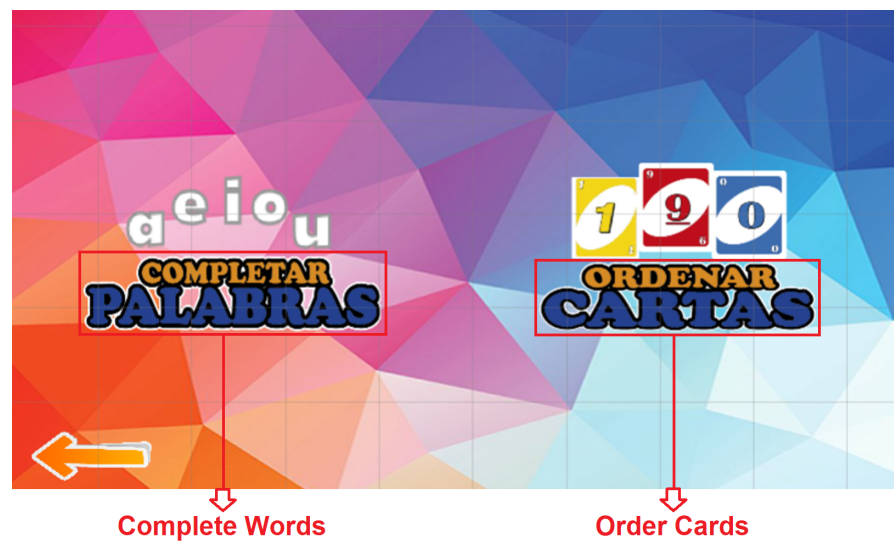 a e i o u
1 9 0
COMPLETAR
PALABRAS
ORDENAR
CARTAS
Complete Words
Order Cards